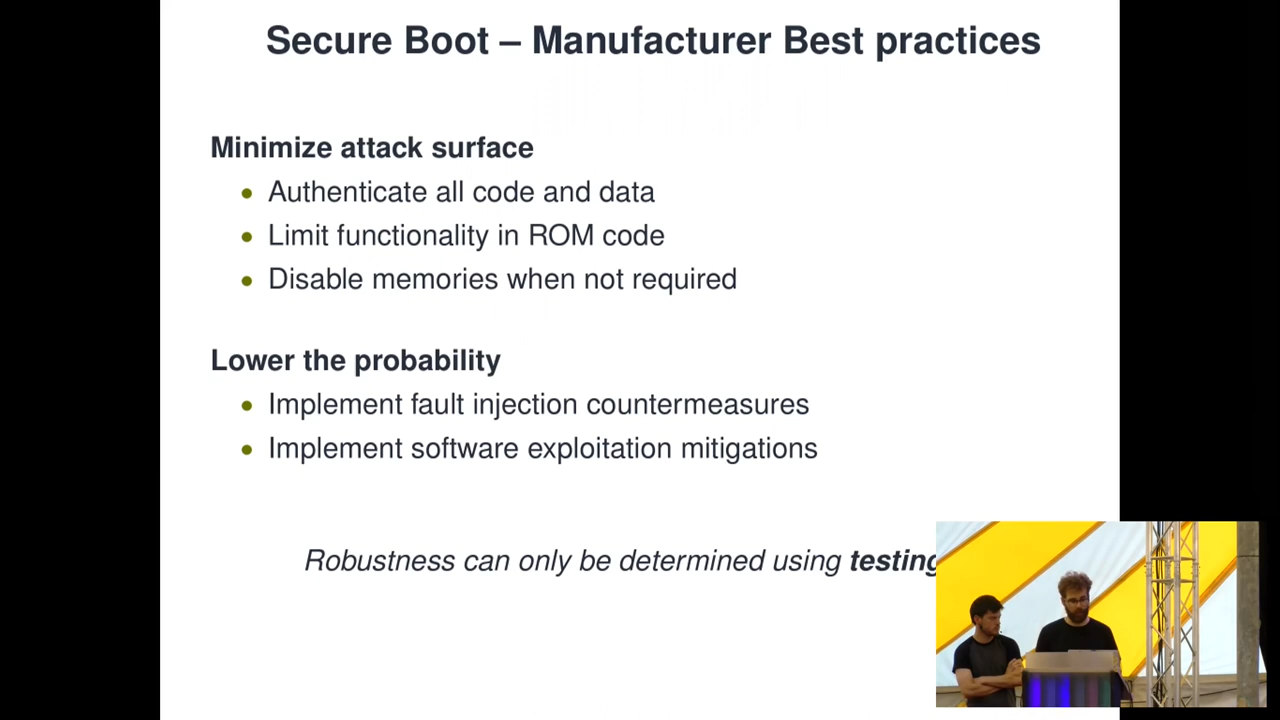 Secure Boot – Manufacturer Best practices
Minimize attack surface
Authenticate all code and data
Limit functionality in ROM code
Disable memories when not required
Lower the probability
Implement fault injection countermeasures
Implement software exploitation mitigations
Robustness can only be determined using testing